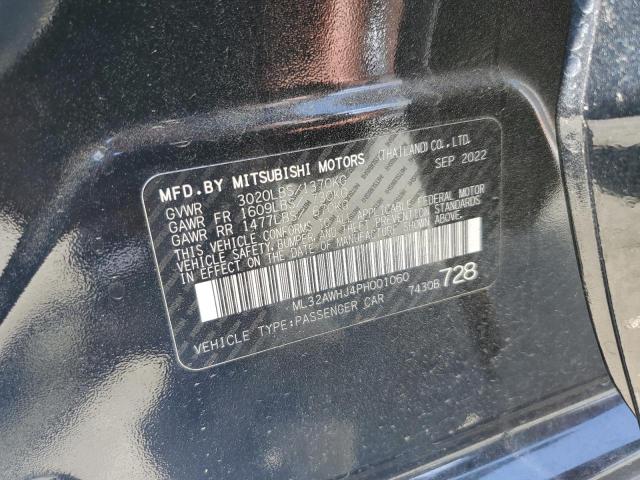 MFD.BY MITSUBISHI MOTORS (THAILAND) CO., LTD.
SEP 2022
GVWR 3020LBS/1370KG
GAWR FR 1609LBS/ 730KG
GAWR RR 1477LBS/ 670KG
THIS VEHICLE CONFORMS TO ALL APPLICABLE FEDERAL MOTOR
VEHICLE SAFETY, BUMPER, AND THEFT PREVENTION STANDARDS
IN EFFECT ON THE DATE OF MANUFACTURE SHOWN ABOVE.
ML32AWHJ4PH001060
VEHICLE TYPE:PASSENGER CAR 7430B 728